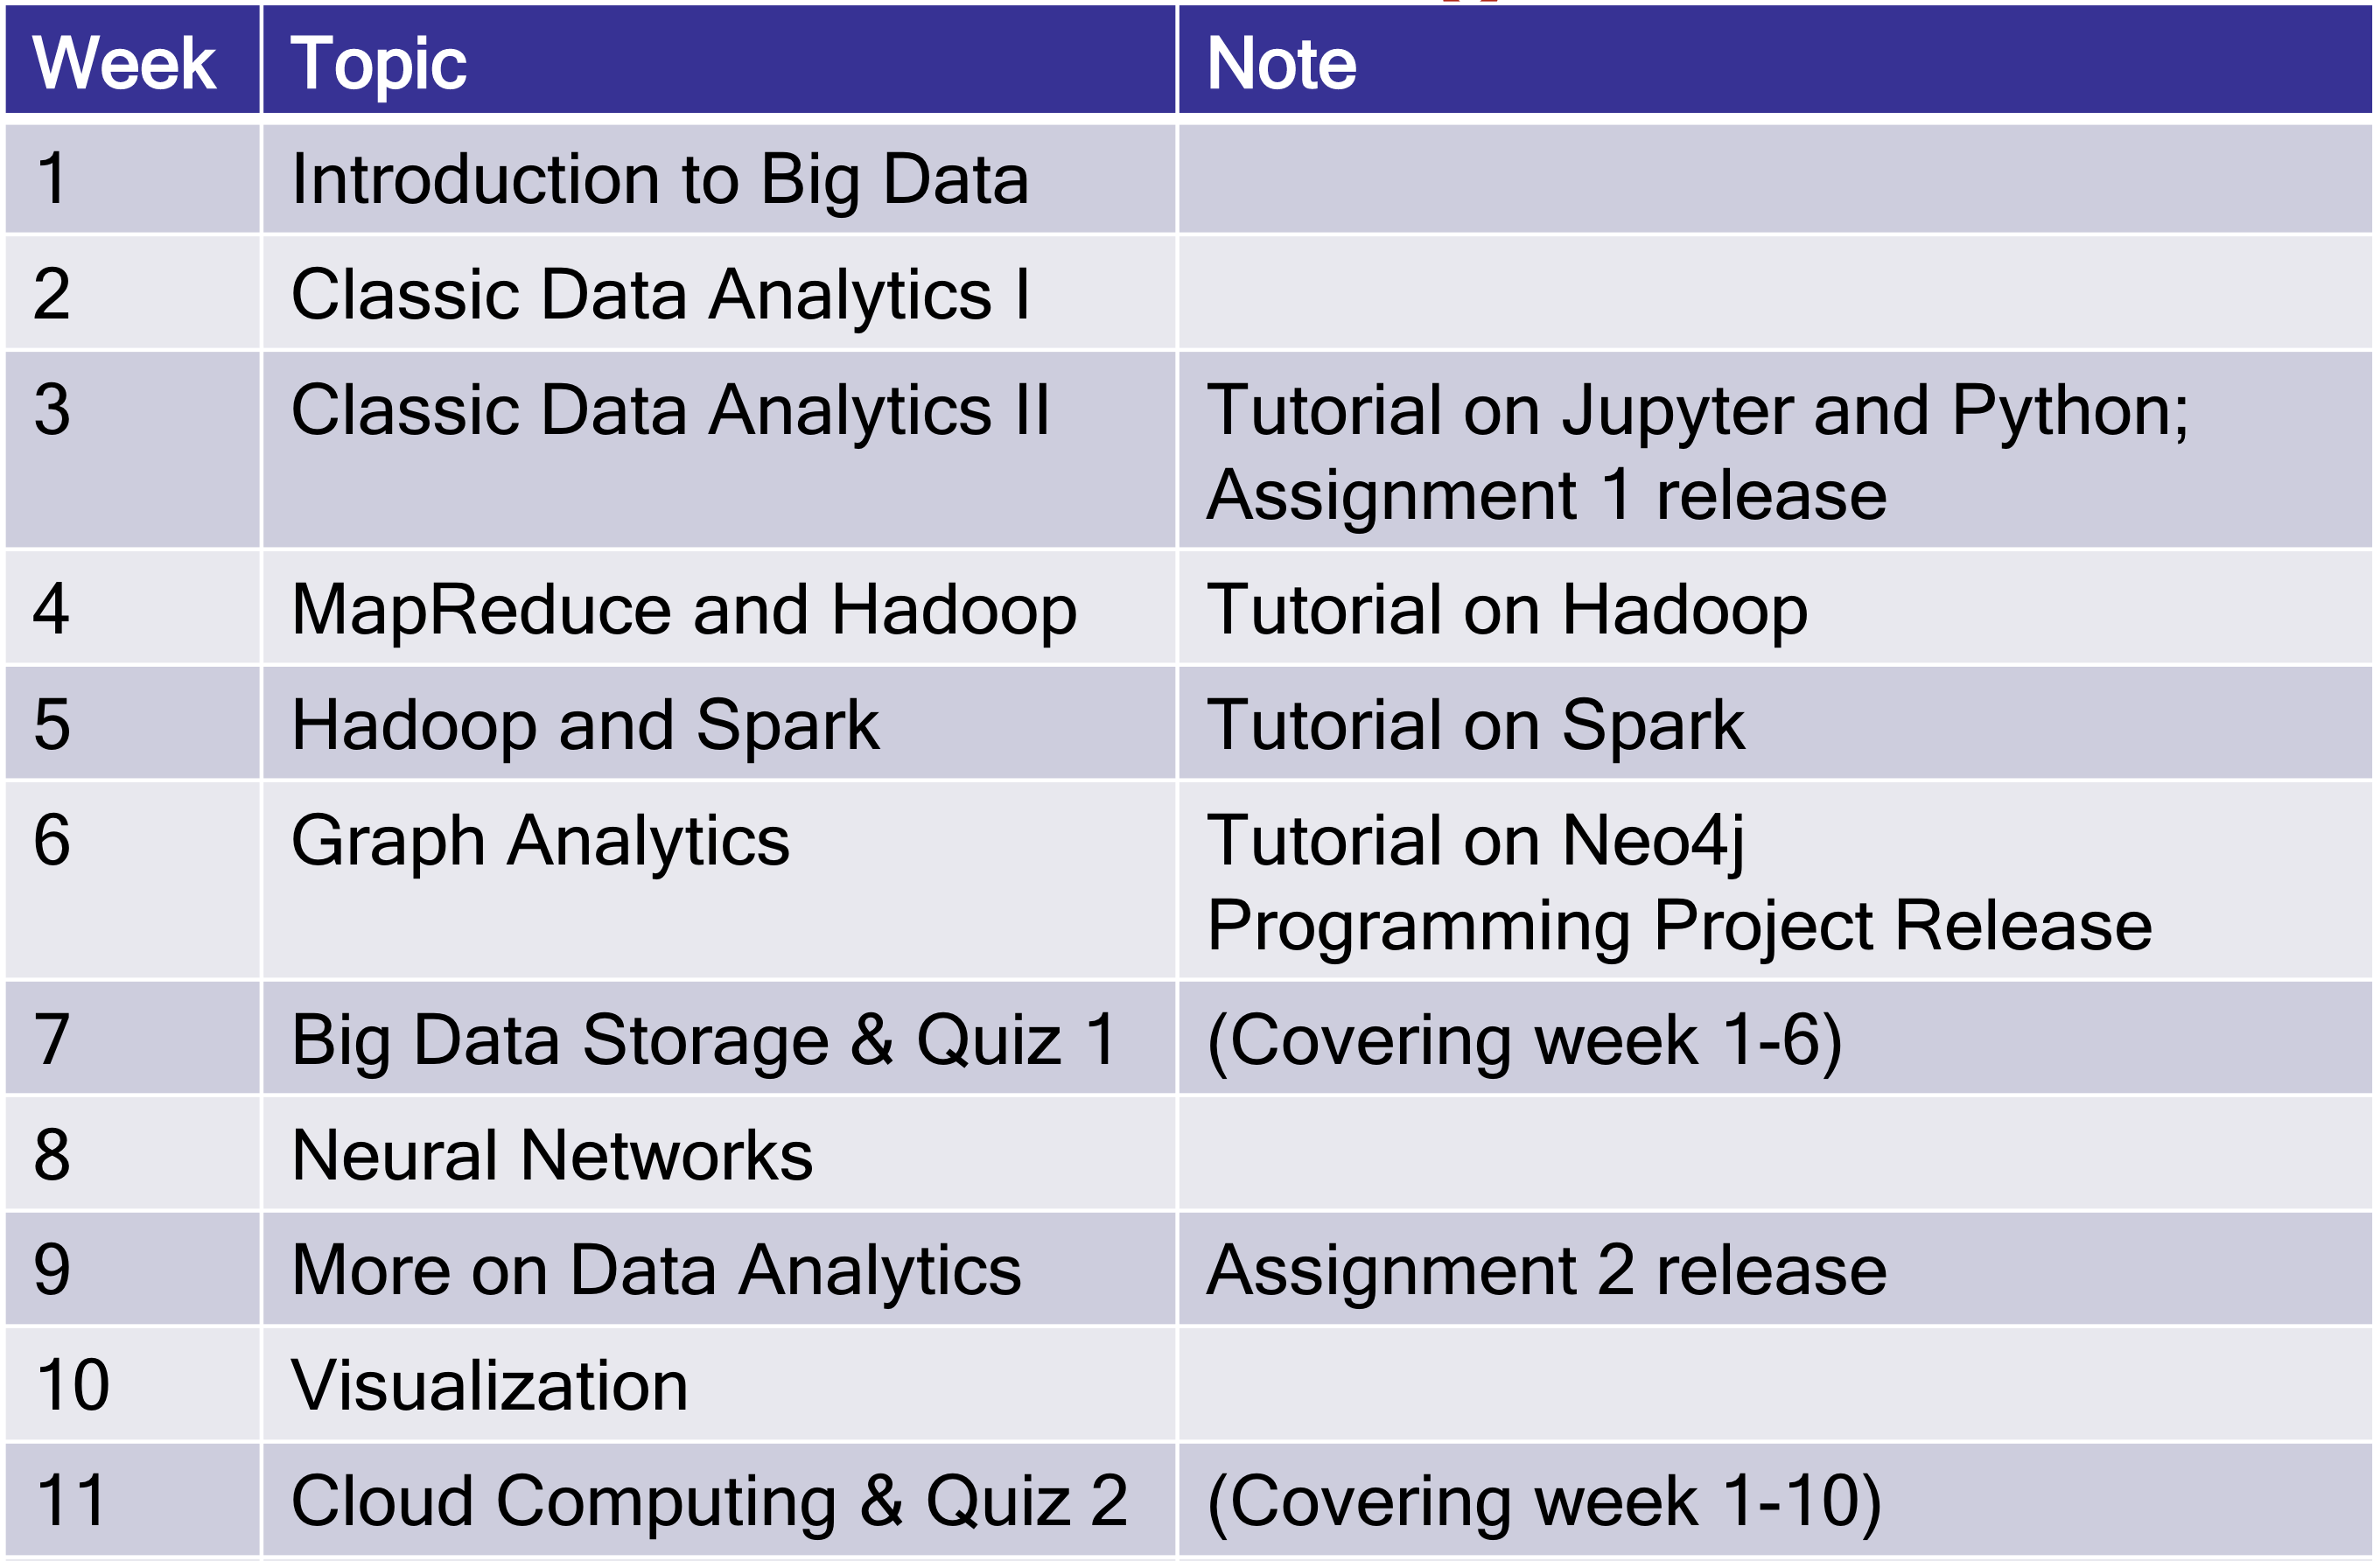 Week Topic Note
1 Introduction to Big Data
2 Classic Data Analytics I
3 Classic Data Analytics II Tutorial on Jupyter and Python;
Assignment 1 release
4 MapReduce and Hadoop Tutorial on Hadoop
5 Hadoop and Spark Tutorial on Spark
6 Graph Analytics Tutorial on Neo4j
Programming Project Release
7 Big Data Storage & Quiz 1 (Covering week 1-6)
8 Neural Networks
9 More on Data Analytics Assignment 2 release
10 Visualization
11 Cloud Computing & Quiz 2 (Covering week 1-10)